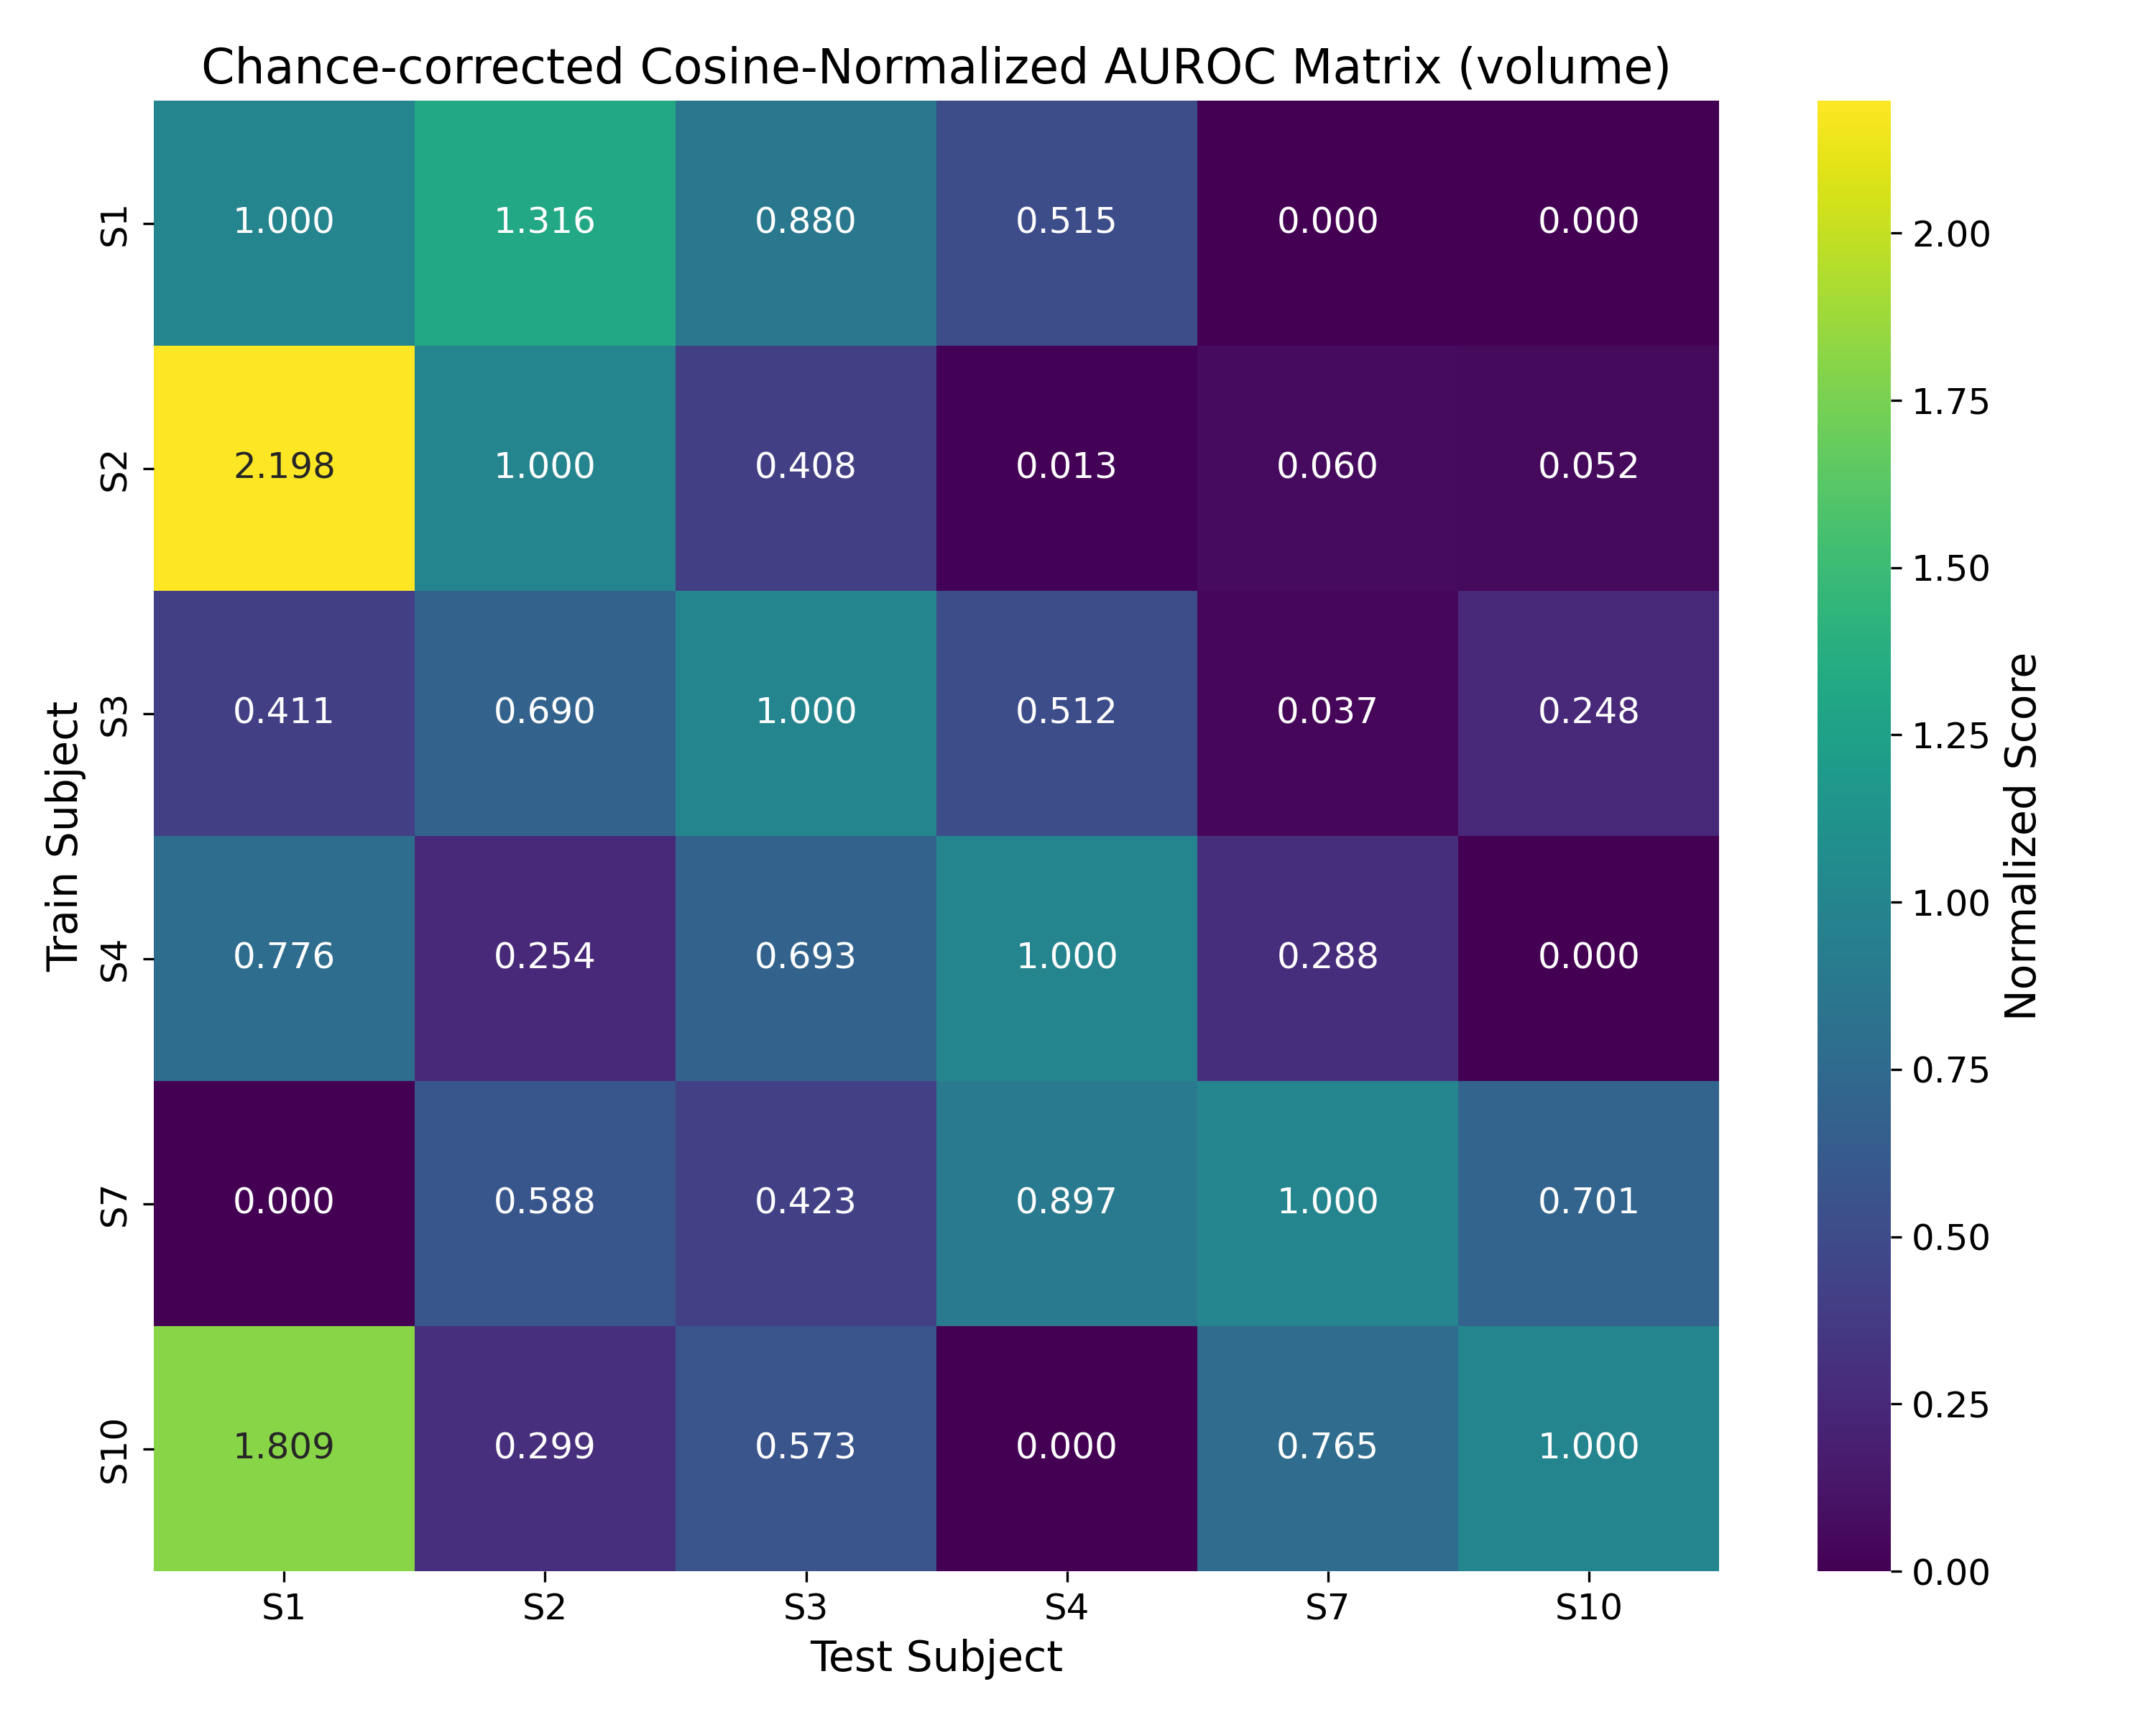 Chance-corrected Cosine-Normalized AUROC Matrix (volume)
Train Subject
S1 1.000 1.316 0.880 0.515 0.000 0.000
S2 2.198 1.000 0.408 0.013 0.060 0.052
S3 0.411 0.690 1.000 0.512 0.037 0.248
S4 0.776 0.254 0.693 1.000 0.288 0.000
S7 0.000 0.588 0.423 0.897 1.000 0.701
S10 1.809 0.299 0.573 0.000 0.765 1.000
S1 S2 S3 S4 S7 S10
Test Subject
2.00
1.75
1.50
1.25
1.00
0.75
0.50
0.25
0.00
Normalized Score